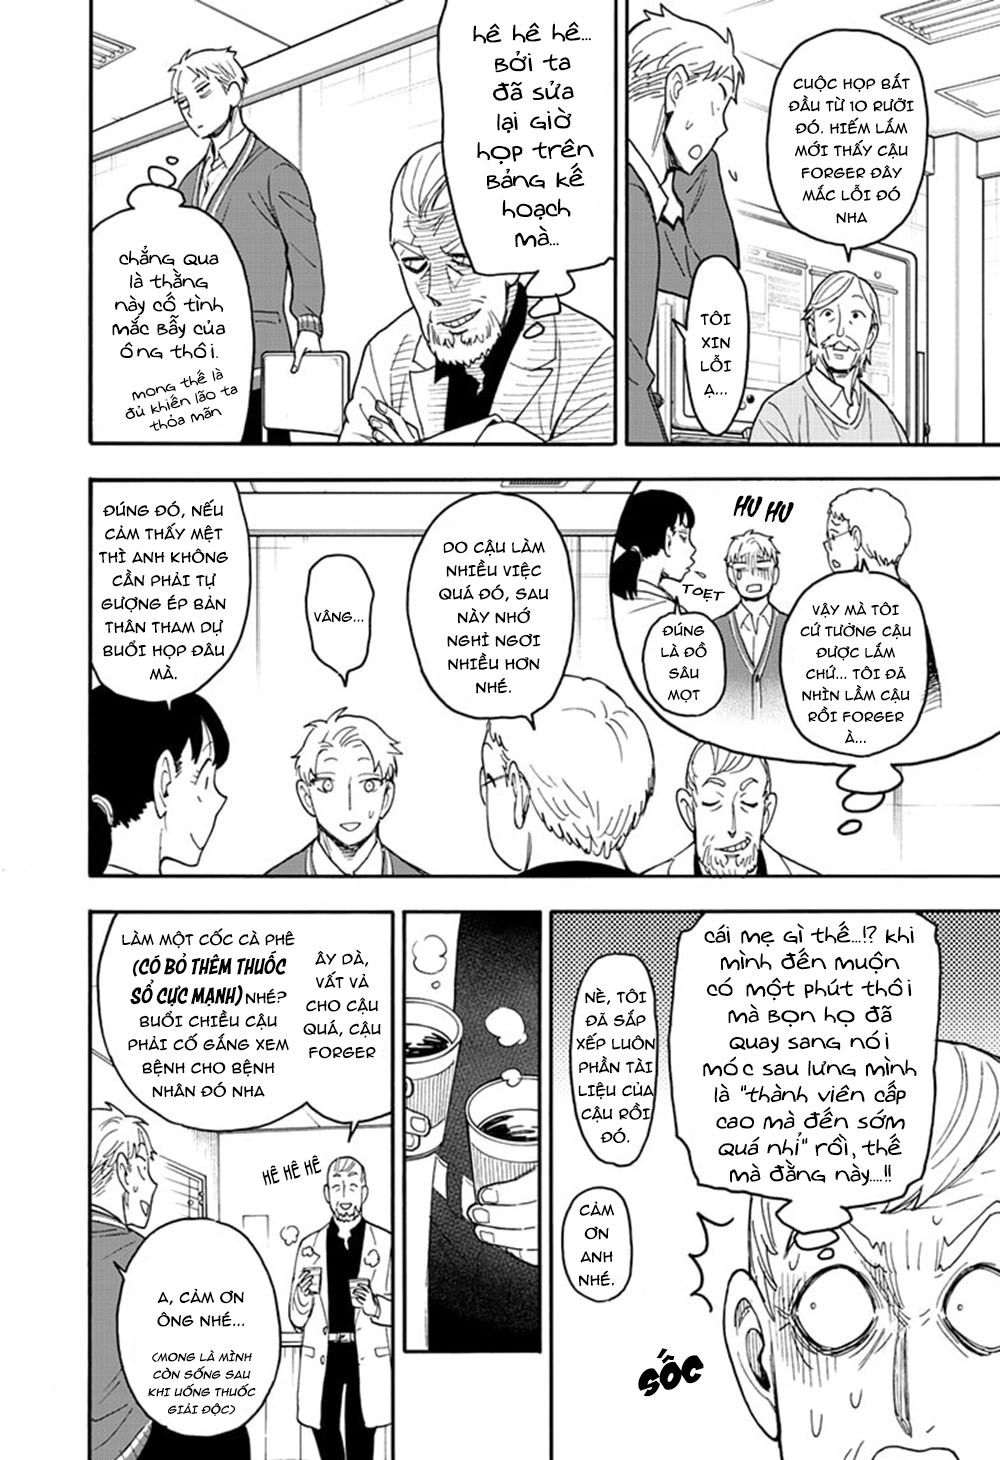 CUỘC HỌP BẮT
ĐẦU TỪ 10 RƯỠI
ĐÓ. HIẾM LẮM
MỚI THẤY CẬU
FORGER ĐÂY
MẮC LỖI ĐÓ
NHA
TÔI
XIN
LỖI
Ạ...
HÊ HÊ HÊ...
BỞI TA
ĐÃ SỬA
LẠI GIỜ
HỌP TRÊN
BẢNG KẾ
HOẠCH
MÀ...
CHẲNG QUA
LÀ THẰNG
NÀY CỐ TÌNH
MẮC BẪY CỦA
ÔNG THÔI.
MONG THẾ LÀ
ĐỦ KHIẾN LÃO TA
THỎA MÃN
HU HU
TOẸT
VẬY MÀ TÔI
CỨ TƯỞNG CẬU
ĐƯỢC LẮM
CHỨ... TÔI ĐÃ
NHÌN LẦM CẬU
RỒI FORGER
À...
ĐÚNG
LÀ ĐỒ
SÂU
MỌT
DO CẬU LÀM
NHIỀU VIỆC
QUÁ ĐÓ, SAU
NÀY NHỚ
NGHỈ NGƠI
NHIỀU HƠN
NHÉ.
VÂNG...
ĐÚNG ĐÓ, NẾU
CẢM THẤY MỆT
THÌ ANH KHÔNG
CẦN PHẢI TỰ
GƯỢNG ÉP BẢN
THÂN THAM DỰ
BUỔI HỌP ĐÂU
MÀ.
CÁI MẸ GÌ THẾ...!? KHI
MÌNH ĐẾN MUỘN
CÓ MỘT PHÚT THÔI
MÀ BỌN HỌ ĐÃ
QUAY SANG NÓI
MÓC SAU LƯNG MÌNH
LÀ "THÀNH VIÊN CẤP
CAO MÀ ĐẾN SỚM
QUÁ NHỈ" RỒI, THẾ
MÀ ĐẰNG NÀY....!!
NÈ, TÔI
ĐÃ SẮP
XẾP LUÔN
PHẦN TÀI
LIỆU CỦA
CẬU RỒI
ĐÓ.
CẢM
ƠN
ANH
NHÉ.
SỐC
ÂY DÀ,
VẤT VẢ
CHO CẬU
QUÁ, CẬU
FORGER
LÀM MỘT CỐC CÀ PHÊ
(CÓ BỎ THÊM THUỐC
SỔ CỰC MẠNH) NHÉ?
BUỔI CHIỀU CẬU
PHẢI CỐ GẮNG XEM
BỆNH CHO BỆNH
NHÂN ĐÓ NHA
HÊ HÊ HÊ
A, CẢM ƠN
ÔNG NHÉ...
(MONG LÀ MÌNH
CÒN SỐNG SAU
KHI UỐNG THUỐC
GIẢI ĐỘC)